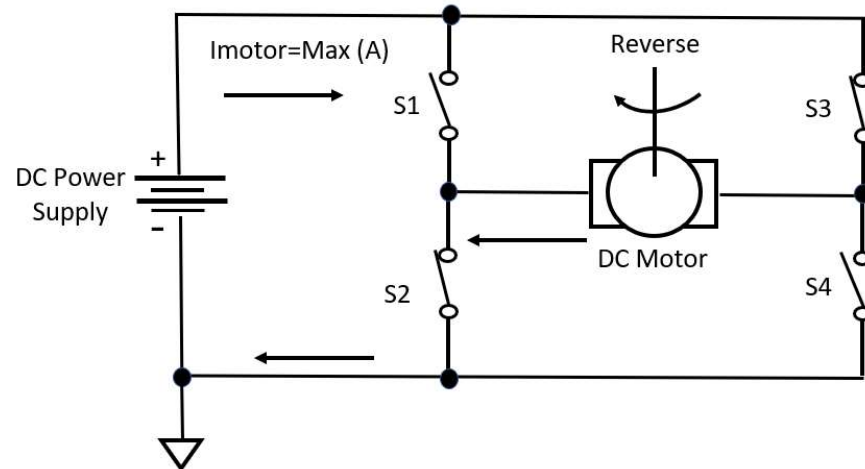 Imotor=Max (A)
Reverse
S1
S3
+
DC Power
Supply
-
DC Motor
S2
S4